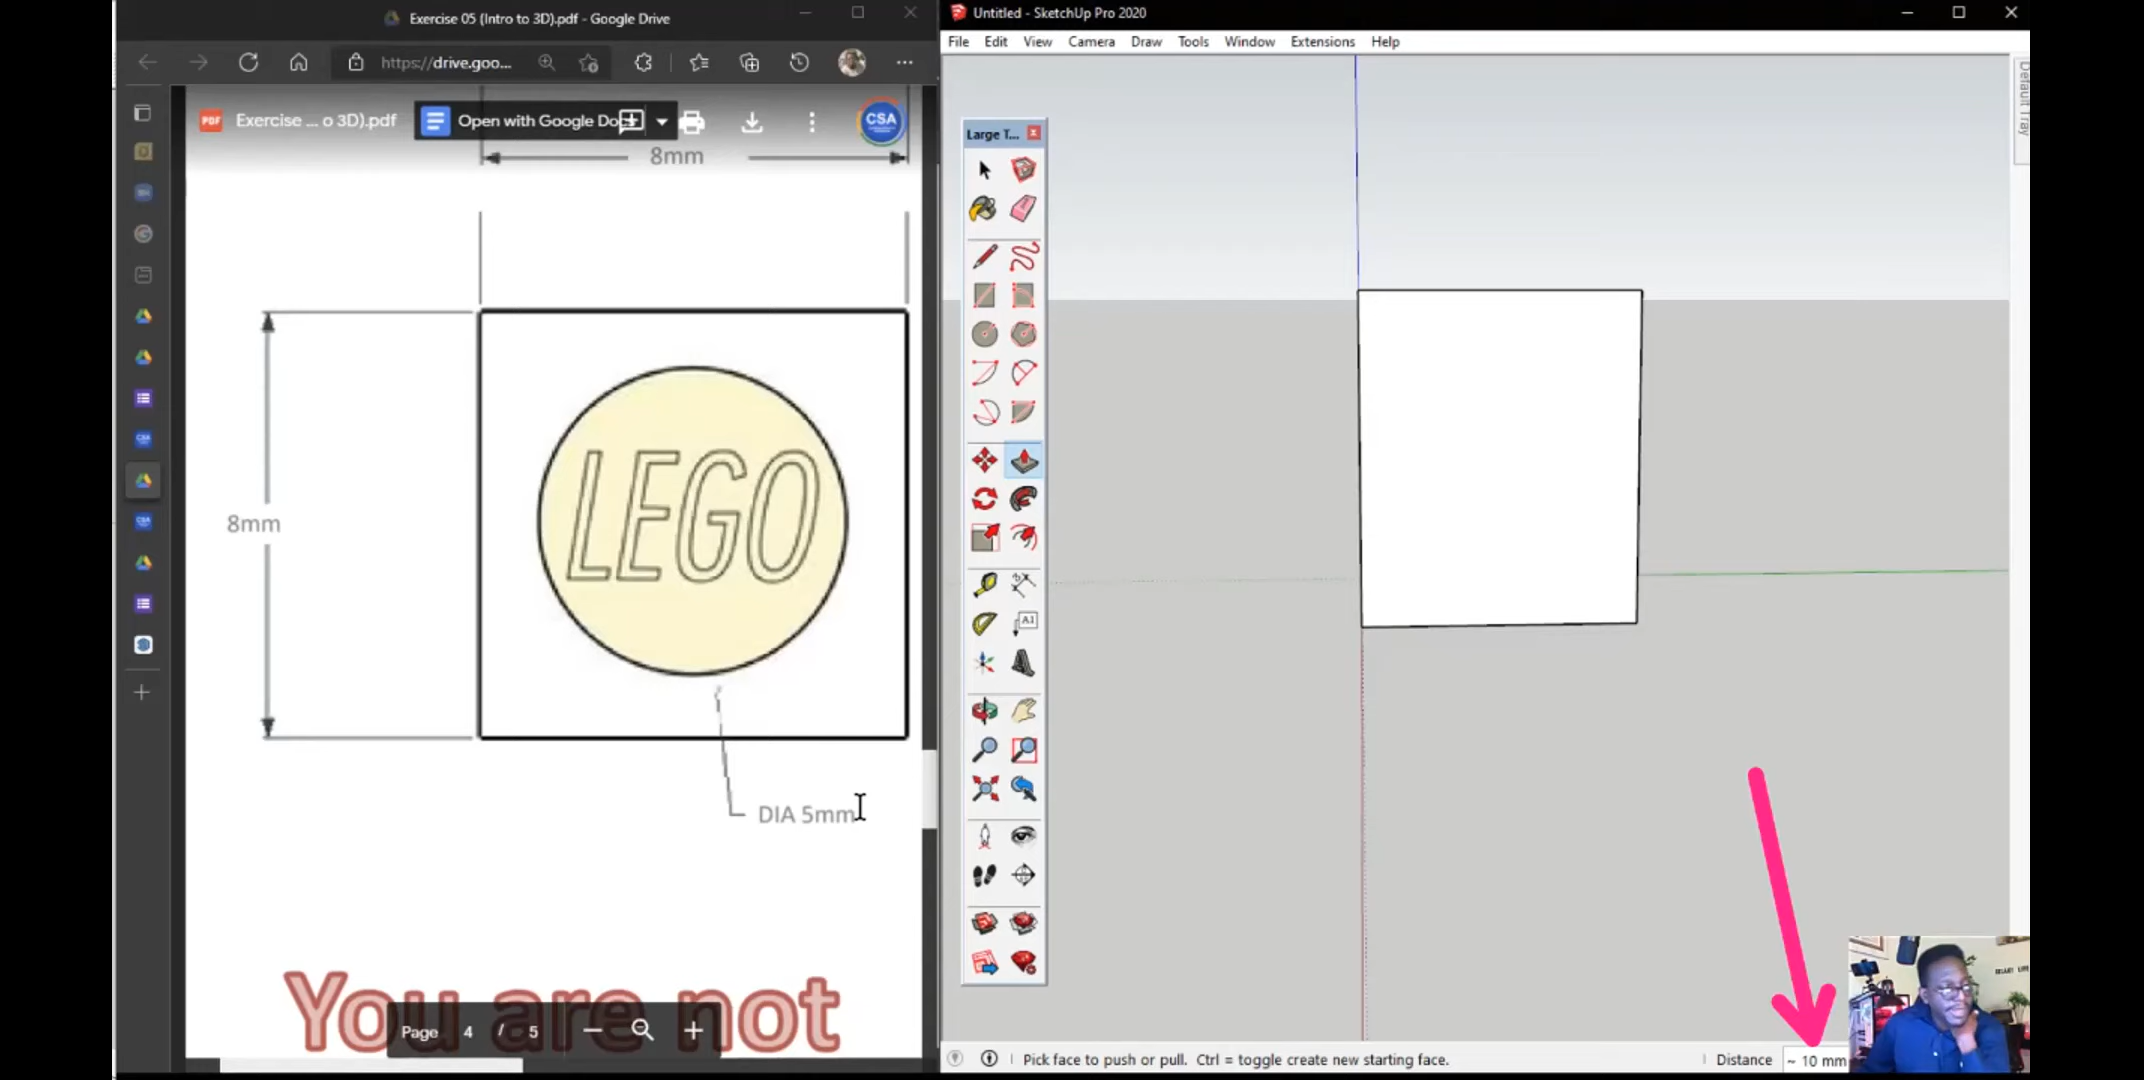 Exercise 05 (Intro to 3D).pdf - Google Drive
https://drive.goo...
PDF Exercise ... o 3D).pdf
Open with Google Docs
CSA
8mm
8mm
LEGO
DIA 5mm
You are not
Page 4 / 5
Untitled - SketchUp Pro 2020
File Edit View Camera Draw Tools Window Extensions Help
Large T...
Default Tray
A1
Pick face to push or pull. Ctrl = toggle create new starting face.
Distance ~ 10 mm